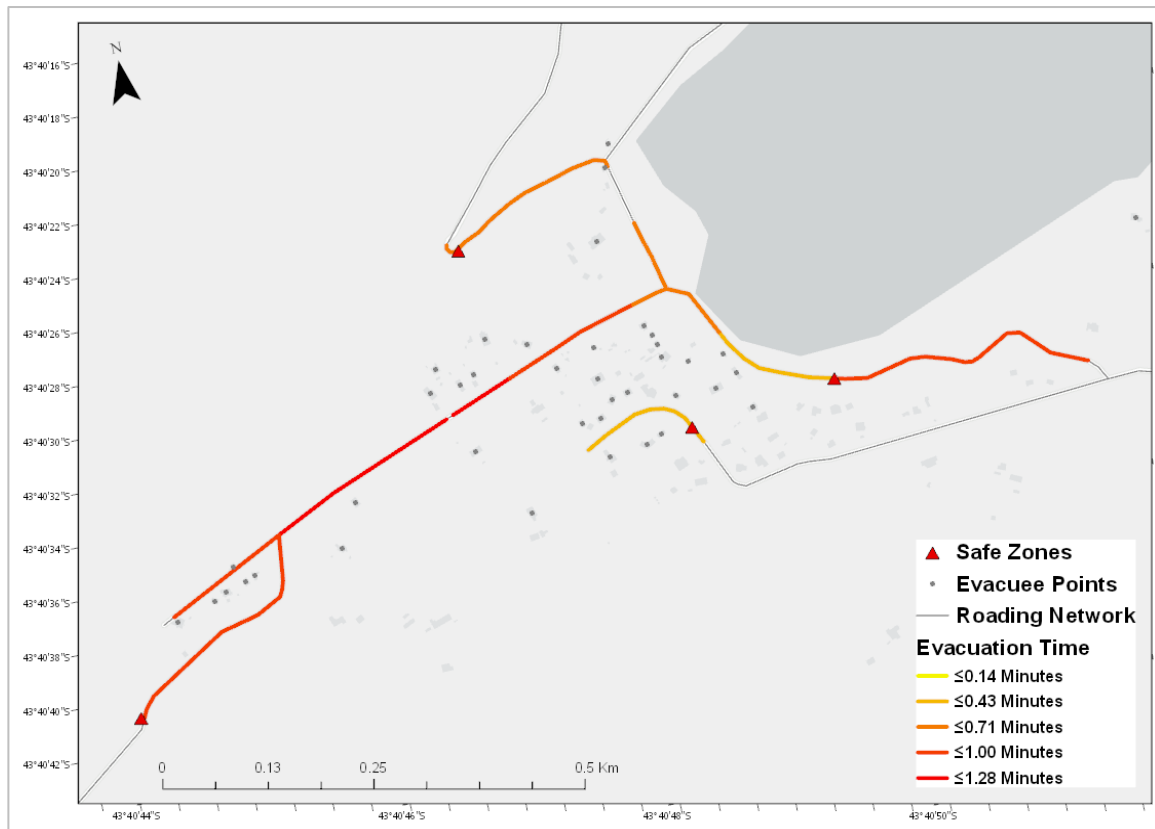 N
43°40'16"S
43°40'18"S
43°40'20"S
43°40'22"S
43°40'24"S
43°40'26"S
43°40'28"S
43°40'30"S
43°40'32"S
43°40'34"S
43°40'36"S
43°40'38"S
43°40'40"S
43°40'42"S
Safe Zones
Evacuee Points
Roading Network
Evacuation Time
≤0.14 Minutes
≤0.43 Minutes
≤0.71 Minutes
≤1.00 Minutes
≤1.28 Minutes
0 0.13 0.25 0.5 Km
43°40'44 43°40'46"S 43°40'48"S 43°40'50"S